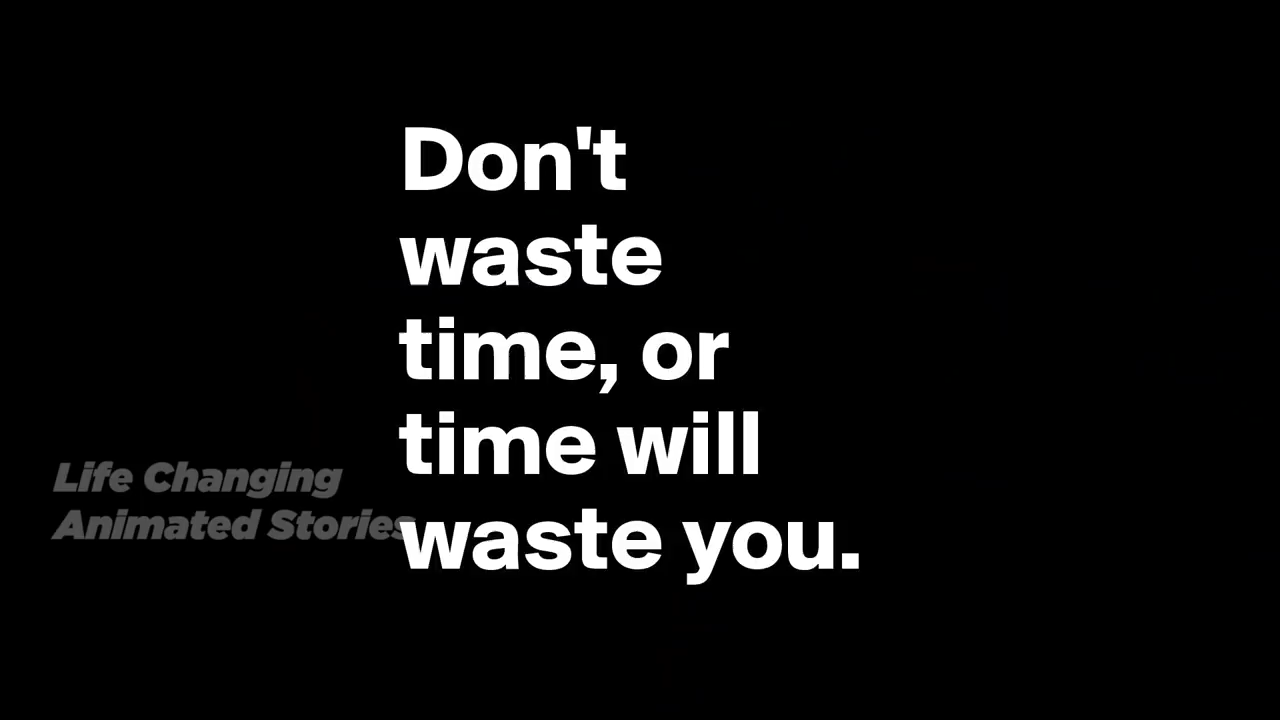 Don't
waste
time, or
time will
waste you.
Life Changing
Animated Stories